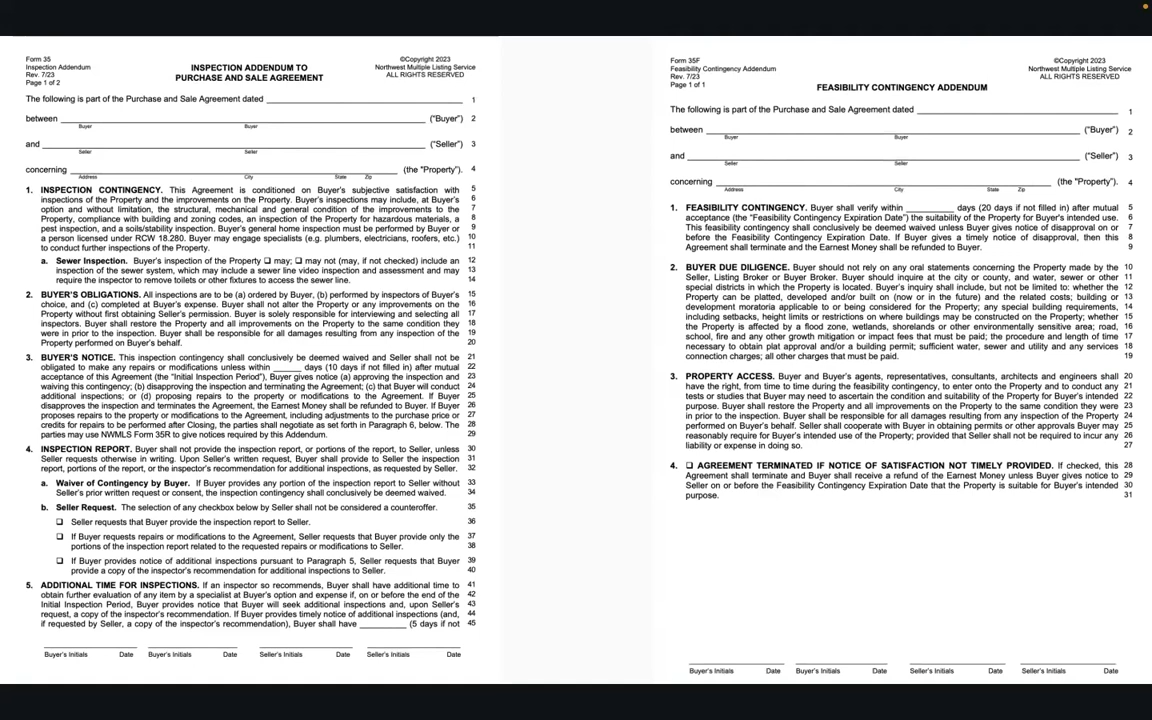 Form 35
Inspection Addendum
Rev. 7/23
Page 1 of 2
INSPECTION ADDENDUM TO
PURCHASE AND SALE AGREEMENT
©Copyright 2023
Northwest Multiple Listing Service
ALL RIGHTS RESERVED
The following is part of the Purchase and Sale Agreement dated 1
between ("Buyer") 2
Buyer Buyer
and ("Seller") 3
Seller Seller
concerning (the "Property"). 4
Address City State Zip
1. INSPECTION CONTINGENCY. This Agreement is conditioned on Buyer's subjective satisfaction with 5
inspections of the Property and the improvements on the Property. Buyer's inspections may include, at Buyer's 6
option and without limitation, the structural, mechanical and general condition of the improvements to the 7
Property, compliance with building and zoning codes, an inspection of the Property for hazardous materials, a 8
pest inspection, and a soils/stability inspection. Buyer's general home inspection must be performed by Buyer or 9
a person licensed under RCW 18.280. Buyer may engage specialists (e.g. plumbers, electricians, roofers, etc.) 10
to conduct further inspections of the Property. 11
a. Sewer Inspection. Buyer's inspection of the Property ❑ may; ❑ may not (may, if not checked) include an 12
inspection of the sewer system, which may include a sewer line video inspection and assessment and may 13
require the inspector to remove toilets or other fixtures to access the sewer line. 14
2. BUYER'S OBLIGATIONS. All inspections are to be (a) ordered by Buyer, (b) performed by inspectors of Buyer's 15
choice, and (c) completed at Buyer's expense. Buyer shall not alter the Property or any improvements on the 16
Property without first obtaining Seller's permission. Buyer is solely responsible for interviewing and selecting all 17
inspectors. Buyer shall restore the Property and all improvements on the Property to the same condition they 18
were in prior to the inspection. Buyer shall be responsible for all damages resulting from any inspection of the 19
Property performed on Buyer's behalf. 20
3. BUYER'S NOTICE. This inspection contingency shall conclusively be deemed waived and Seller shall not be 21
obligated to make any repairs or modifications unless within ______ days (10 days if not filled in) after mutual 22
acceptance of this Agreement (the "Initial Inspection Period"), Buyer gives notice (a) approving the inspection and 23
waiving this contingency; (b) disapproving the inspection and terminating the Agreement; (c) that Buyer will conduct 24
additional inspections; or (d) proposing repairs to the property or modifications to the Agreement. If Buyer 25
disapproves the inspection and terminates the Agreement, the Earnest Money shall be refunded to Buyer. If Buyer 26
proposes repairs to the property or modifications to the Agreement, including adjustments to the purchase price or 27
credits for repairs to be performed after Closing, the parties shall negotiate as set forth in Paragraph 6, below. The 28
parties may use NWMLS Form 35R to give notices required by this Addendum. 29
4. INSPECTION REPORT. Buyer shall not provide the inspection report, or portions of the report, to Seller, unless 30
Seller requests otherwise in writing. Upon Seller's request, Buyer shall provide to Seller the inspection 31
report, portions of the report, or the inspector's recommendation for additional inspections, as requested by Seller. 32
a. Waiver of Contingency by Buyer. If Buyer provides any portion of the inspection report to Seller without 33
Seller's prior written request or consent, the inspection contingency shall conclusively be deemed waived. 34
b. Seller Request. The selection of any checkbox below by Seller shall not be considered a counteroffer. 35
❑ Seller requests that Buyer provide the inspection report to Seller. 36
❑ If Buyer requests repairs or modifications to the Agreement, Seller requests that Buyer provide only the 37
portions of the inspection report related to the requested repairs or modifications to Seller. 38
❑ If Buyer provides notice of additional inspections pursuant to Paragraph 5, Seller requests that Buyer 39
provide a copy of the inspector's recommendation for additional inspections to Seller. 40
5. ADDITIONAL TIME FOR INSPECTIONS. If an inspector so recommends, Buyer shall have additional time to 41
obtain further evaluation of any item by a specialist at Buyer's option and expense if, on or before the end of the 42
Initial Inspection Period, Buyer provides notice that Buyer will seek additional inspections and, upon Seller's 43
request, a copy of the inspector's recommendation. If Buyer provides timely notice of additional inspections (and, 44
if requested by Seller, a copy of the inspector's recommendation), Buyer shall have __________ (5 days if not 45
Buyer's Initials Date Buyer's Initials Date Seller's Initials Date Seller's Initials Date
Form 35F
Feasibility Contingency Addendum
Rev. 7/23
Page 1 of 1
FEASIBILITY CONTINGENCY ADDENDUM
©Copyright 2023
Northwest Multiple Listing Service
ALL RIGHTS RESERVED
The following is part of the Purchase and Sale Agreement dated 1
between ("Buyer") 2
Buyer Buyer
and ("Seller") 3
Seller Seller
concerning (the "Property"). 4
Address City State Zip
1. FEASIBILITY CONTINGENCY. Buyer shall verify within __________ days (20 days if not filled in) after mutual 5
acceptance (the "Feasibility Contingency Expiration Date") the suitability of the Property for Buyer's intended use. 6
This feasibility contingency shall conclusively be deemed waived unless Buyer gives notice of disapproval on or 7
before the Feasibility Contingency Expiration Date. If Buyer gives a timely notice of disapproval, then this 8
Agreement shall terminate and the Earnest Money shall be refunded to Buyer. 9
2. BUYER DUE DILIGENCE. Buyer should not rely on any oral statements concerning the Property made by the 10
Seller, Listing Broker or Buyer Broker. Buyer should inquire at the city or county, and water, sewer or other 11
special districts in which the Property is located. Buyer's inquiry shall include, but not be limited to: whether the 12
Property can be platted, developed and/or built on (now or in the future) and the related costs; building or 13
development moratoria applicable to or being considered for the Property; any special building requirements, 14
including setbacks, height limits or restrictions on where buildings may be constructed on the Property; whether 15
the Property is affected by a flood zone, wetlands, shorelands or other environmentally sensitive area; road, 16
school, fire and any other growth mitigation or impact fees that must be paid; the procedure and length of time 17
necessary to obtain plat approval and/or a building permit; sufficient water, sewer and utility and any services 18
connection charges; all other charges that must be paid. 19
3. PROPERTY ACCESS. Buyer and Buyer's agents, representatives, consultants, architects and engineers shall 20
have the right, from time to time during the feasibility contingency, to enter onto the Property and to conduct any 21
tests or studies that Buyer may need to ascertain the condition and suitability of the Property for Buyer's intended 22
purpose. Buyer shall restore the Property and all improvements on the Property to the same condition they were 23
in prior to the inspection. Buyer shall be responsible for all damages resulting from any inspection of the Property 24
performed on Buyer's behalf. Seller shall cooperate with Buyer in obtaining permits or other approvals Buyer may 25
reasonably require for Buyer's intended use of the Property; provided that Seller shall not be required to incur any 26
liability or expense in doing so. 27
4. ❑ AGREEMENT TERMINATED IF NOTICE OF SATISFACTION NOT TIMELY PROVIDED. If checked, this 28
Agreement shall terminate and Buyer shall receive a refund of the Earnest Money unless Buyer gives notice to 29
Seller on or before the Feasibility Contingency Expiration Date that the Property is suitable for Buyer's intended 30
purpose. 31
Buyer's Initials Date Buyer's Initials Date Seller's Initials Date Seller's Initials Date